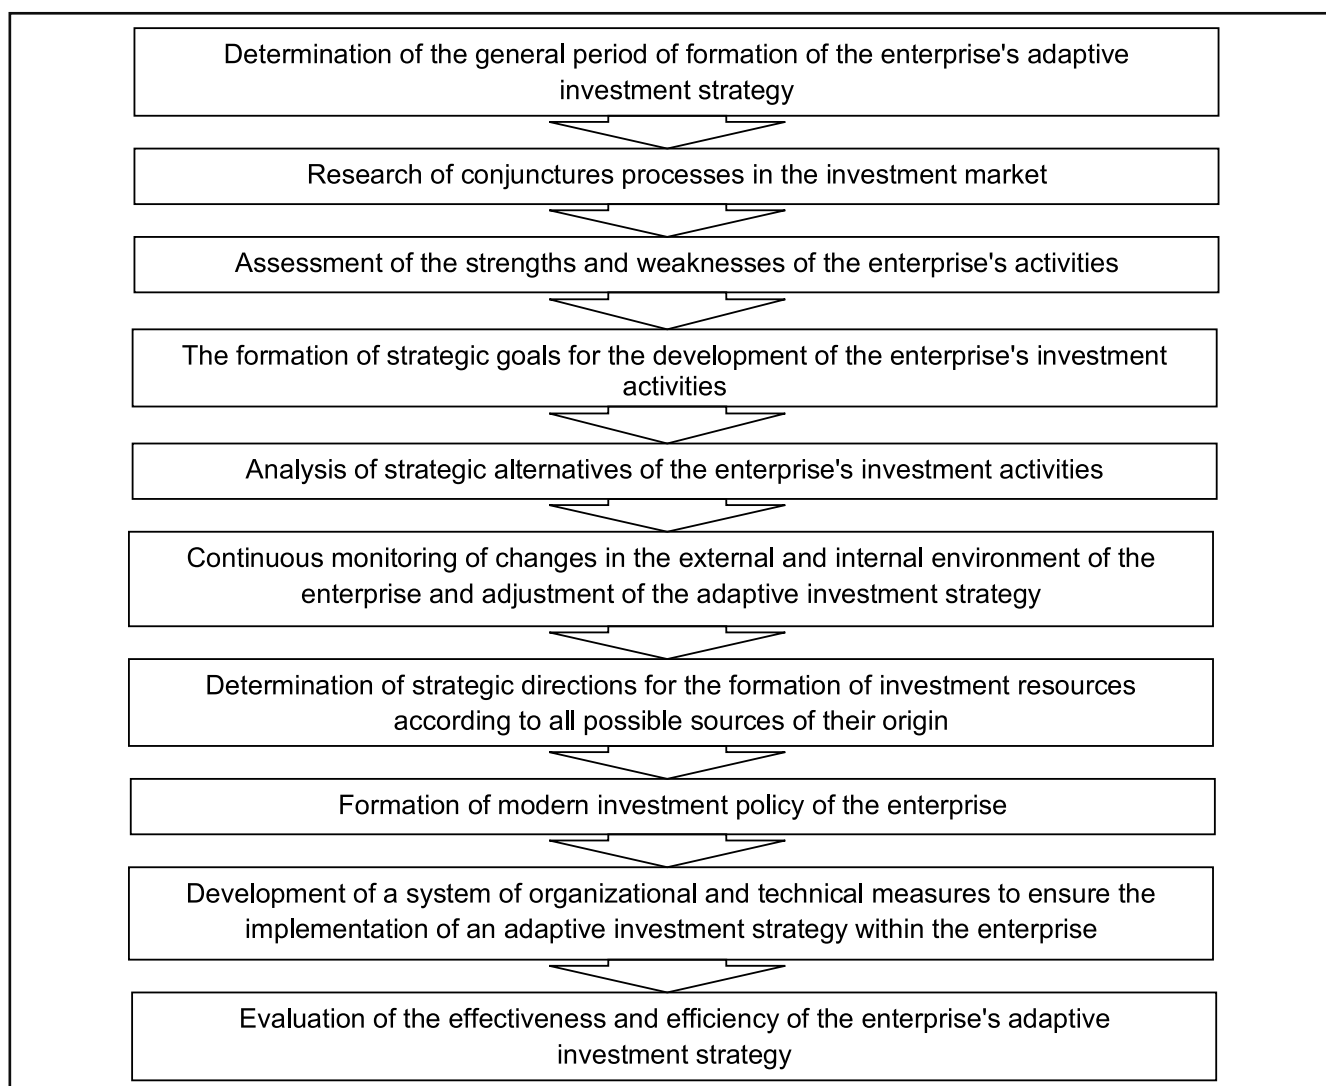 Determination of the general period of formation of the enterprise's adaptive
investment strategy
Research of conjunctures processes in the investment market
Assessment of the strengths and weaknesses of the enterprise's activities
The formation of strategic goals for the development of the enterprise's investment
activities
Analysis of strategic alternatives of the enterprise's investment activities
Continuous monitoring of changes in the external and internal environment of the
enterprise and adjustment of the adaptive investment strategy
Determination of strategic directions for the formation of investment resources
according to all possible sources of their origin
Formation of modern investment policy of the enterprise
Development of a system of organizational and technical measures to ensure the
implementation of an adaptive investment strategy within the enterprise
Evaluation of the effectiveness and efficiency of the enterprise's adaptive
investment strategy